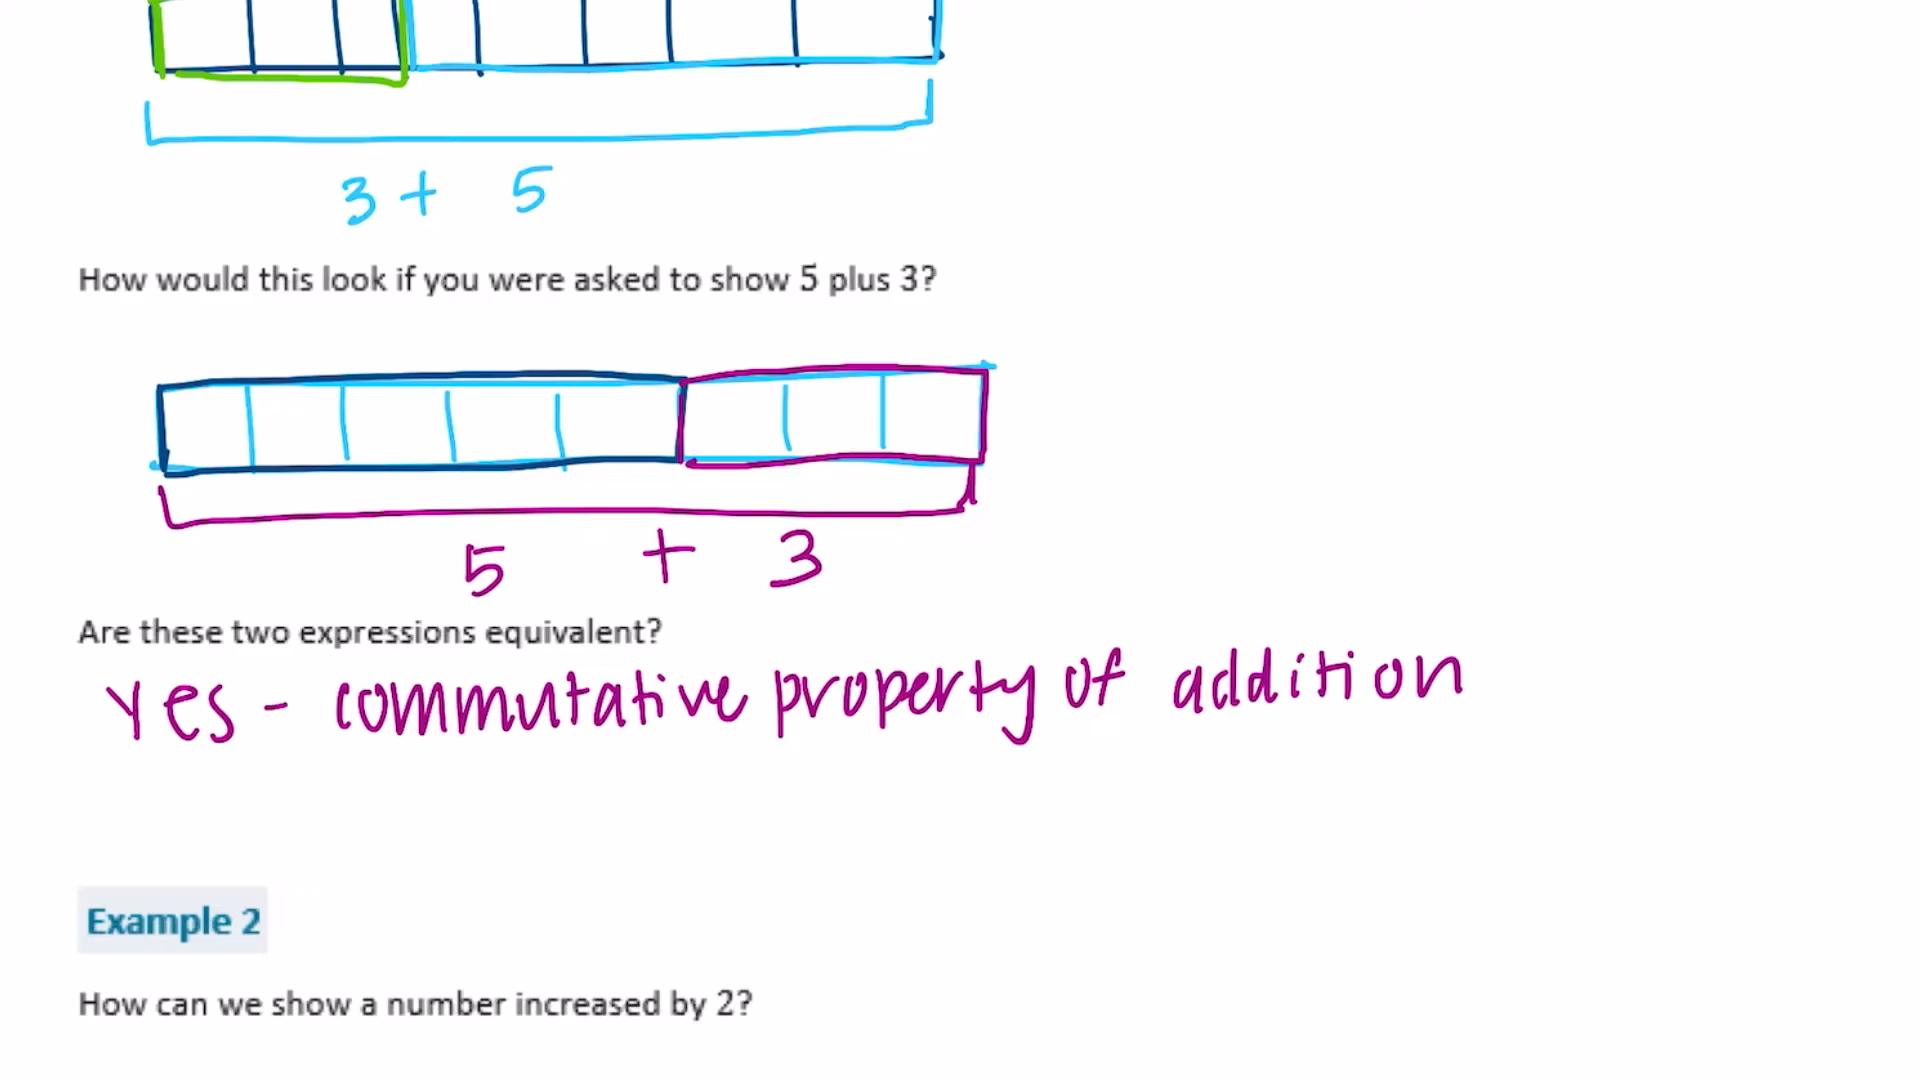 3 + 5
How would this look if you were asked to show 5 plus 3?
5 + 3
Are these two expressions equivalent?
Yes - commutative property of addition
Example 2
How can we show a number increased by 2?